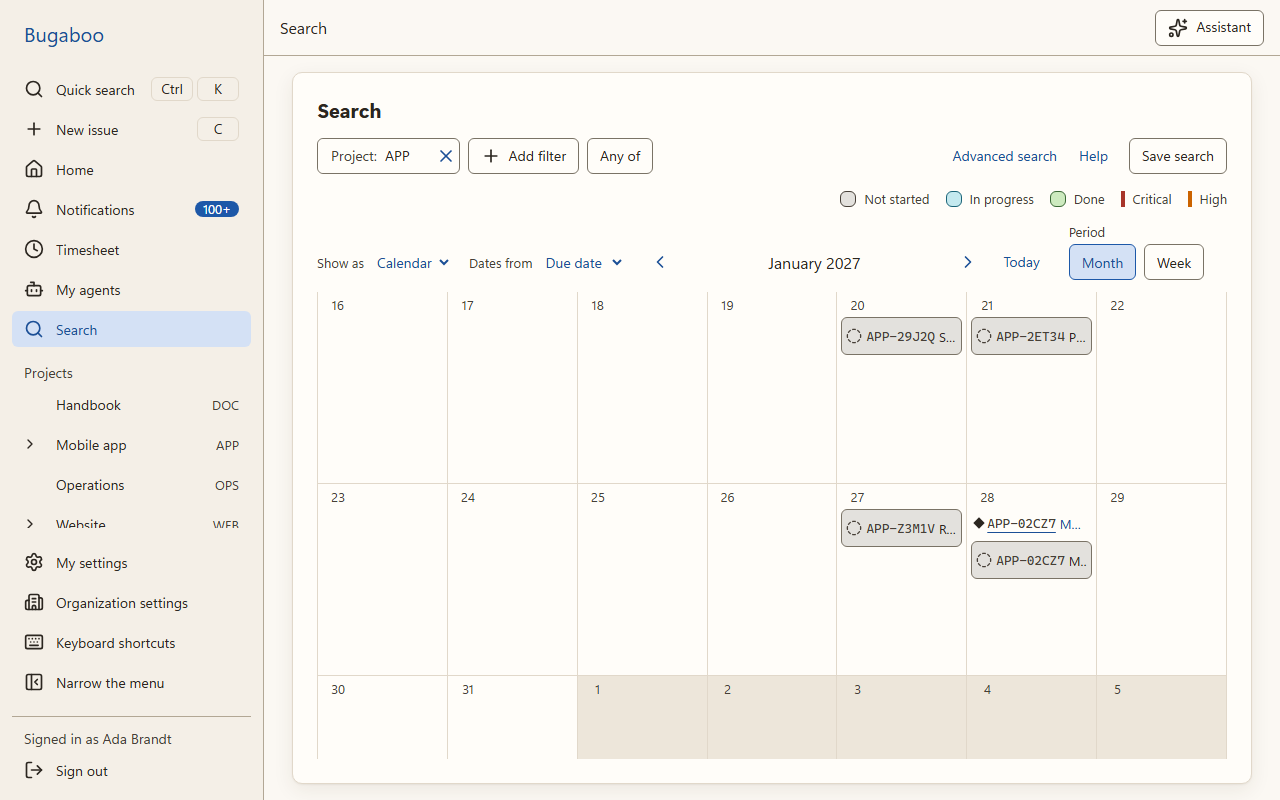 Bugaboo
Quick search Ctrl K
New issue C
Home
Notifications 100+
Timesheet
My agents
Search
Projects
Handbook DOC
Mobile app APP
Operations OPS
Website WEB
My settings
Organization settings
Keyboard shortcuts
Narrow the menu
Signed in as Ada Brandt
Sign out
Search
Assistant
Search
Project: APP
Add filter
Any of
Advanced search
Help
Save search
Not started
In progress
Done
Critical
High
Show as Calendar
Dates from Due date
January 2027
Today
Period
Month
Week
16 17 18 19 20 21 22
APP-29J2Q S...
APP-2ET34 P...
23 24 25 26 27 28 29
APP-Z3M1V R...
APP-02CZ7 M...
APP-02CZ7 M..
30 31 1 2 3 4 5